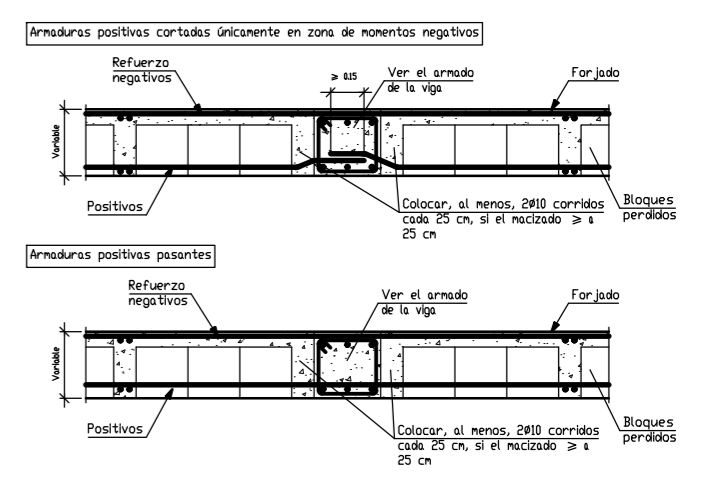 Armaduras positivas cortadas únicamente en zona de momentos negativos
Refuerzo
negativos
≥ 0.15
Ver el armado
de la viga
Forjado
Variable
Positivos
Colocar, al menos, 2Ø10 corridos
cada 25 cm, si el macizado ≥ a
25 cm
Bloques
perdidos
Armaduras positivas pasantes
Refuerzo
negativos
Ver el armado
de la viga
Forjado
Variable
Positivos
Colocar, al menos, 2Ø10 corridos
cada 25 cm, si el macizado ≥ a
25 cm
Bloques
perdidos